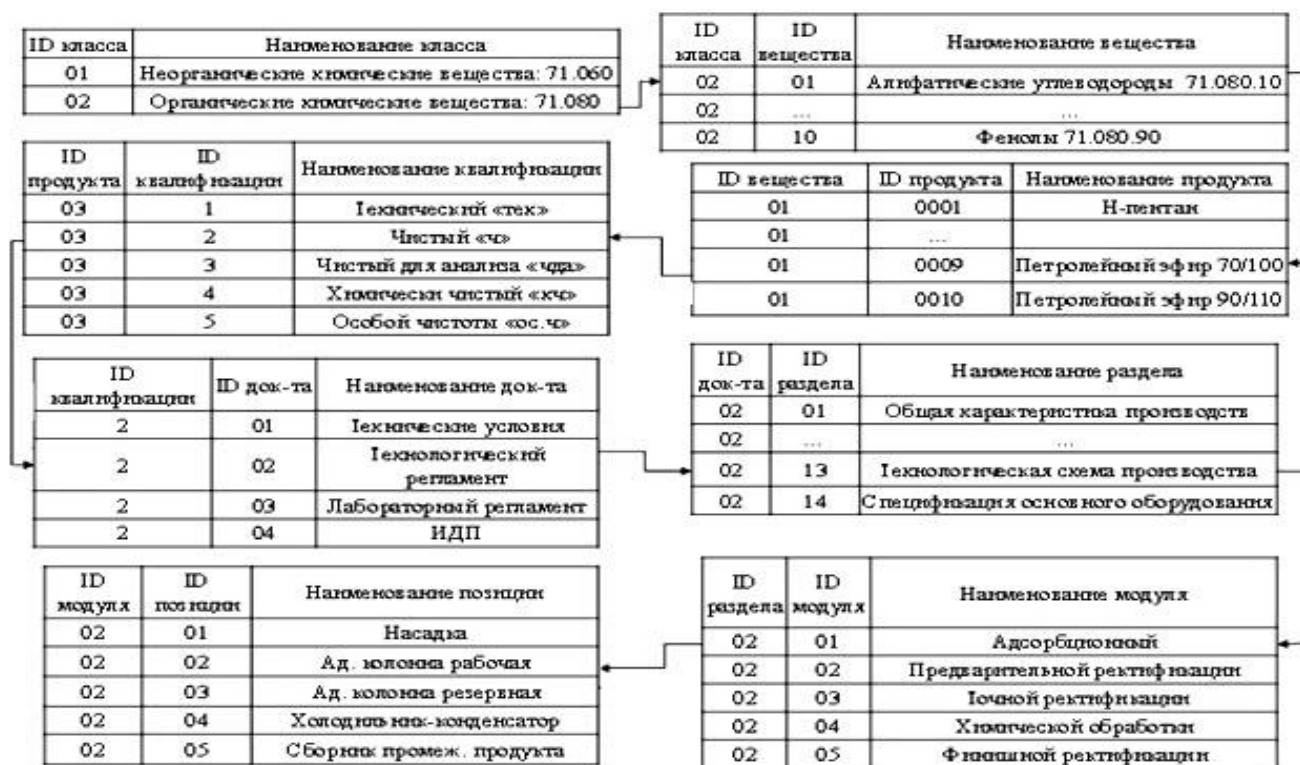 ID класса Наименование класса
01 Неорганические химические вещества: 71.060
02 Органические химические вещества: 71.080
ID класса ID вещества Наименование вещества
02 01 Алифатические углеводороды 71.080.10
02 ... ...
02 10 Фенолы 71.080.90
ID продукта ID квалификации Наименование квалификации
03 1 Технический «тех»
03 2 Чистый «ч»
03 3 Чистый для анализа «чда»
03 4 Химически чистый «хч»
03 5 Особой чистоты «ос.ч»
ID вещества ID продукта Наименование продукта
01 0001 Н-пентан
01 ...
01 0009 Петролейный эфир 70/100
01 0010 Петролейный эфир 90/110
ID квалификации ID док-та Наименование док-та
2 01 Технические условия
2 02 Технологический
регламент
2 03 Лабораторный регламент
2 04 ИДП
ID док-та ID раздела Наименование раздела
02 01 Общая характеристика производств
02 ... ...
02 13 Технологическая схема производства
02 14 Спецификация основного оборудования
ID модуля ID позиции Наименование позиции
02 01 Насадка
02 02 Ад. колонна рабочая
02 03 Ад. колонна резервная
02 04 Холодильник-конденсатор
02 05 Сборник промеж. продукта
ID раздела ID модуля Наименование модуля
02 01 Адсорбционный
02 02 Предварительной ректификации
02 03 Точной ректификации
02 04 Химической обработки
02 05 Финишной ректификации